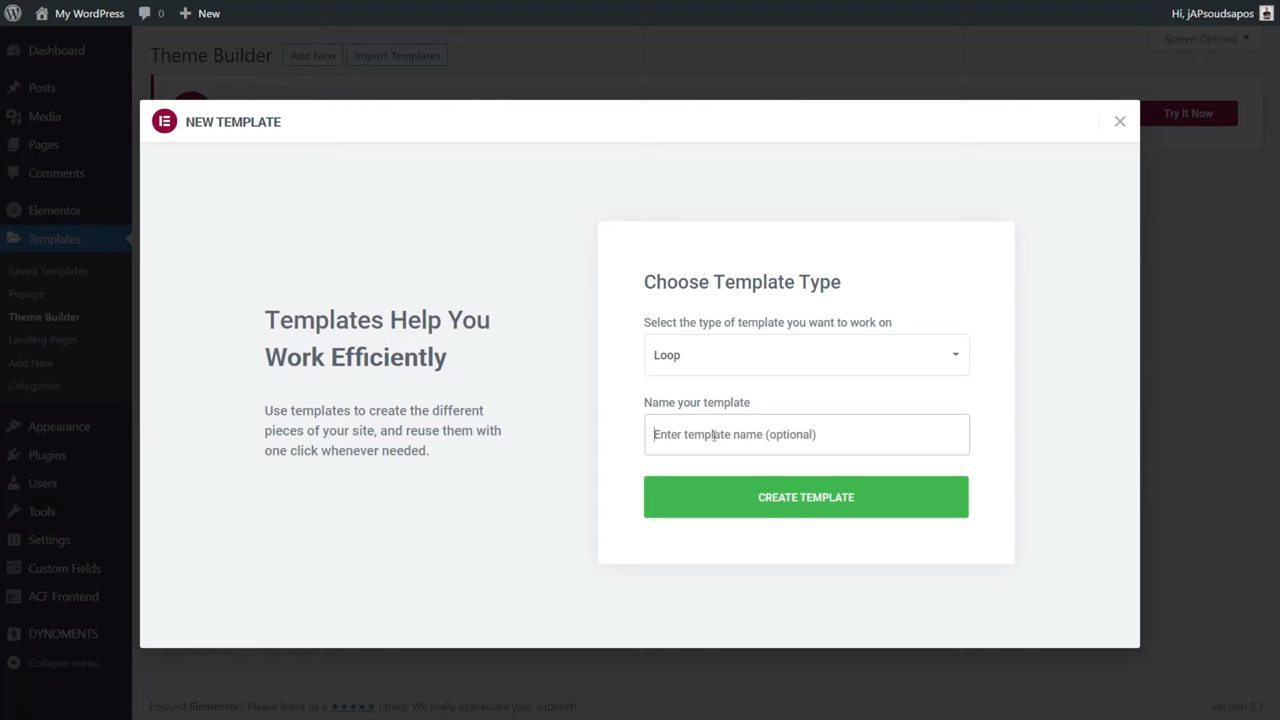 My WordPress
0
New
Hi, jAPsoudsapos
Dashboard
Posts
Media
Pages
Comments
Elementor
Templates
Saved Templates
Popups
Theme Builder
Landing Pages
Add New
Categories
Appearance
Plugins
Users
Tools
Settings
Custom Fields
ACF Frontend
DYNOMENTS
Collapse menu
Theme Builder
Add New
Import Templates
Screen Options
Try It Now
NEW TEMPLATE
Templates Help You
Work Efficiently
Use templates to create the different
pieces of your site, and reuse them with
one click whenever needed.
Choose Template Type
Select the type of template you want to work on
Loop
Name your template
Enter template name (optional)
CREATE TEMPLATE
Enjoyed Elementor? Please leave us a ★★★★★ rating. We really appreciate your support!
Version 5.7